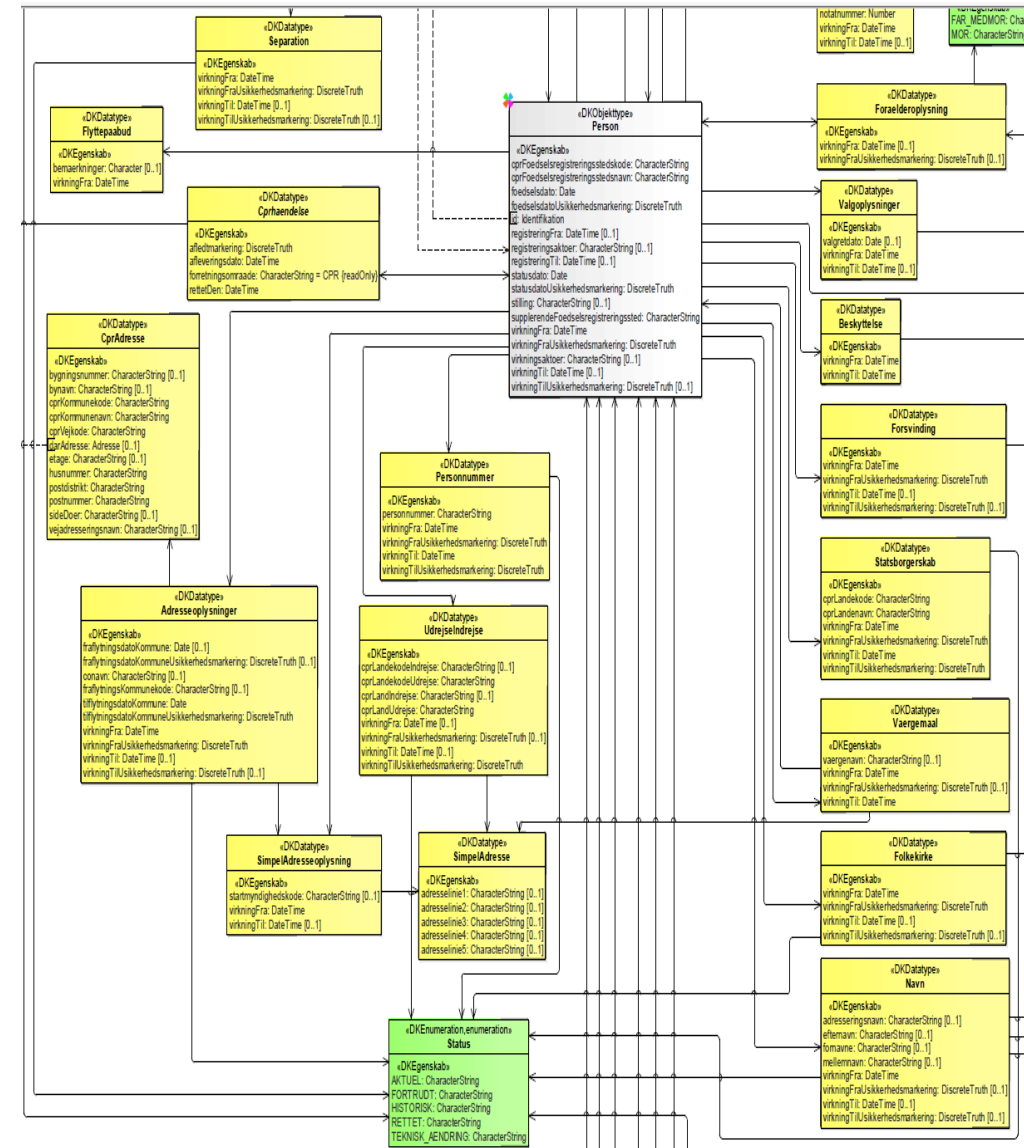 «DKDatatype»
Separation
«DKEgenskab»
virkningFra: DateTime
virkningFraUsikkerhedsmarkering: DiscreteTruth
virkningTil: DateTime [0..1]
virkningTilUsikkerhedsmarkering: DiscreteTruth [0..1]
notatnummer: Number
virkningFra: DateTime
virkningTil: DateTime [0..1]
FAR_MEDMOR: Cha
MOR: CharacterString
«DKDatatype»
Flyttepaabud
«DKEgenskab»
bemaerkninger: Character [0..1]
virkningFra: DateTime
«DKObjekttype»
Person
«DKEgenskab»
cprFoedselsregistreringsstedskode: CharacterString
cprFoedselsregistreringsstedsnavn: CharacterString
foedselsdato: Date
foedselsdatoUsikkerhedsmarkering: DiscreteTruth
id: Identifikation
registreringFra: DateTime [0..1]
registreringsaktoer: CharacterString [0..1]
registreringTil: DateTime [0..1]
statusdato: Date
statusdatoUsikkerhedsmarkering: DiscreteTruth
stilling: CharacterString [0..1]
supplerendeFoedselsregistreringssted: CharacterString
virkningFra: DateTime
virkningFraUsikkerhedsmarkering: DiscreteTruth
virkningsaktoer: CharacterString [0..1]
virkningTil: DateTime [0..1]
virkningTilUsikkerhedsmarkering: DiscreteTruth [0..1]
«DKDatatype»
Foraelderoplysning
«DKEgenskab»
virkningFra: DateTime [0..1]
virkningFraUsikkerhedsmarkering: DiscreteTruth [0..1]
«DKDatatype»
Cprhaendelse
«DKEgenskab»
afledtmarkering: DiscreteTruth
afleveringsdato: DateTime
forretningsomraade: CharacterString = CPR {readOnly}
rettetDen: DateTime
«DKDatatype»
Valgoplysninger
«DKEgenskab»
valgretdato: Date [0..1]
virkningFra: DateTime
virkningTil: DateTime
«DKDatatype»
Beskyttelse
«DKEgenskab»
virkningFra: DateTime
virkningTil: DateTime
«DKDatatype»
CprAdresse
«DKEgenskab»
bygningsnummer: CharacterString [0..1]
bynavn: CharacterString [0..1]
cprKommunekode: CharacterString
cprKommunenavn: CharacterString
cprVejkode: CharacterString
darAdresse: Adresse [0..1]
etage: CharacterString [0..1]
husnummer: CharacterString
postdistrikt: CharacterString
postnummer: CharacterString
sideDoer: CharacterString [0..1]
vejadresseringsnavn: CharacterString [0..1]
«DKDatatype»
Forsvinding
«DKEgenskab»
virkningFra: DateTime
virkningFraUsikkerhedsmarkering: DiscreteTruth
virkningTil: DateTime [0..1]
virkningTilUsikkerhedsmarkering: DiscreteTruth [0..1]
«DKDatatype»
Personnummer
«DKEgenskab»
personnummer: CharacterString
virkningFra: DateTime
virkningFraUsikkerhedsmarkering: DiscreteTruth
virkningTil: DateTime
virkningTilUsikkerhedsmarkering: DiscreteTruth
«DKDatatype»
Statsborgerskab
«DKEgenskab»
cprLandekode: CharacterString
cprLandenavn: CharacterString
virkningFra: DateTime
virkningFraUsikkerhedsmarkering: DiscreteTruth
virkningTil: DateTime
virkningTilUsikkerhedsmarkering: DiscreteTruth
«DKDatatype»
Adresseoplysninger
«DKEgenskab»
fraflytningsdatoKommune: Date [0..1]
fraflytningsdatoKommuneUsikkerhedsmarkering: DiscreteTruth [0..1]
conavn: CharacterString [0..1]
fraflytningsKommunekode: CharacterString [0..1]
tilflytningsdatoKommune: Date
tilflytningsdatoKommuneUsikkerhedsmarkering: DiscreteTruth
virkningFra: DateTime
virkningFraUsikkerhedsmarkering: DiscreteTruth
virkningTil: DateTime [0..1]
virkningTilUsikkerhedsmarkering: DiscreteTruth [0..1]
«DKDatatype»
UdrejseIndrejse
«DKEgenskab»
cprLandekodeIndrejse: CharacterString [0..1]
cprLandekodeUdrejse: CharacterString
cprLandIndrejse: CharacterString [0..1]
cprLandUdrejse: CharacterString
virkningFra: DateTime [0..1]
virkningFraUsikkerhedsmarkering: DiscreteTruth [0..1]
virkningTil: DateTime [0..1]
virkningTilUsikkerhedsmarkering: DiscreteTruth
«DKDatatype»
Vaergemaal
«DKEgenskab»
vaergenavn: CharacterString [0..1]
virkningFra: DateTime
virkningFraUsikkerhedsmarkering: DiscreteTruth [0..1]
virkningTil: DateTime
«DKDatatype»
SimpelAdresseoplysning
«DKEgenskab»
startmyndighedskode: CharacterString [0..1]
virkningFra: DateTime
virkningTil: DateTime [0..1]
«DKDatatype»
SimpelAdresse
«DKEgenskab»
adresselinie1: CharacterString [0..1]
adresselinie2: CharacterString [0..1]
adresselinie3: CharacterString [0..1]
adresselinie4: CharacterString [0..1]
adresselinie5: CharacterString [0..1]
«DKDatatype»
Folkekirke
«DKEgenskab»
virkningFra: DateTime
virkningFraUsikkerhedsmarkering: DiscreteTruth
virkningTil: DateTime [0..1]
virkningTilUsikkerhedsmarkering: DiscreteTruth [0..1]
«DKDatatype»
Navn
«DKEgenskab»
adresseringsnavn: CharacterString [0..1]
efternavn: CharacterString [0..1]
fornavne: CharacterString [0..1]
mellemnavn: CharacterString [0..1]
virkningFra: DateTime
virkningFraUsikkerhedsmarkering: DiscreteTruth [0..1]
virkningTil: DateTime [0..1]
virkningTilUsikkerhedsmarkering: DiscreteTruth [0..1]
«DKEnumeration,enumeration»
Status
«DKEgenskab»
AKTUEL: CharacterString
FORTRUDT: CharacterString
HISTORISK: CharacterString
RETTET: CharacterString
TEKNISK_AENDRING: CharacterString